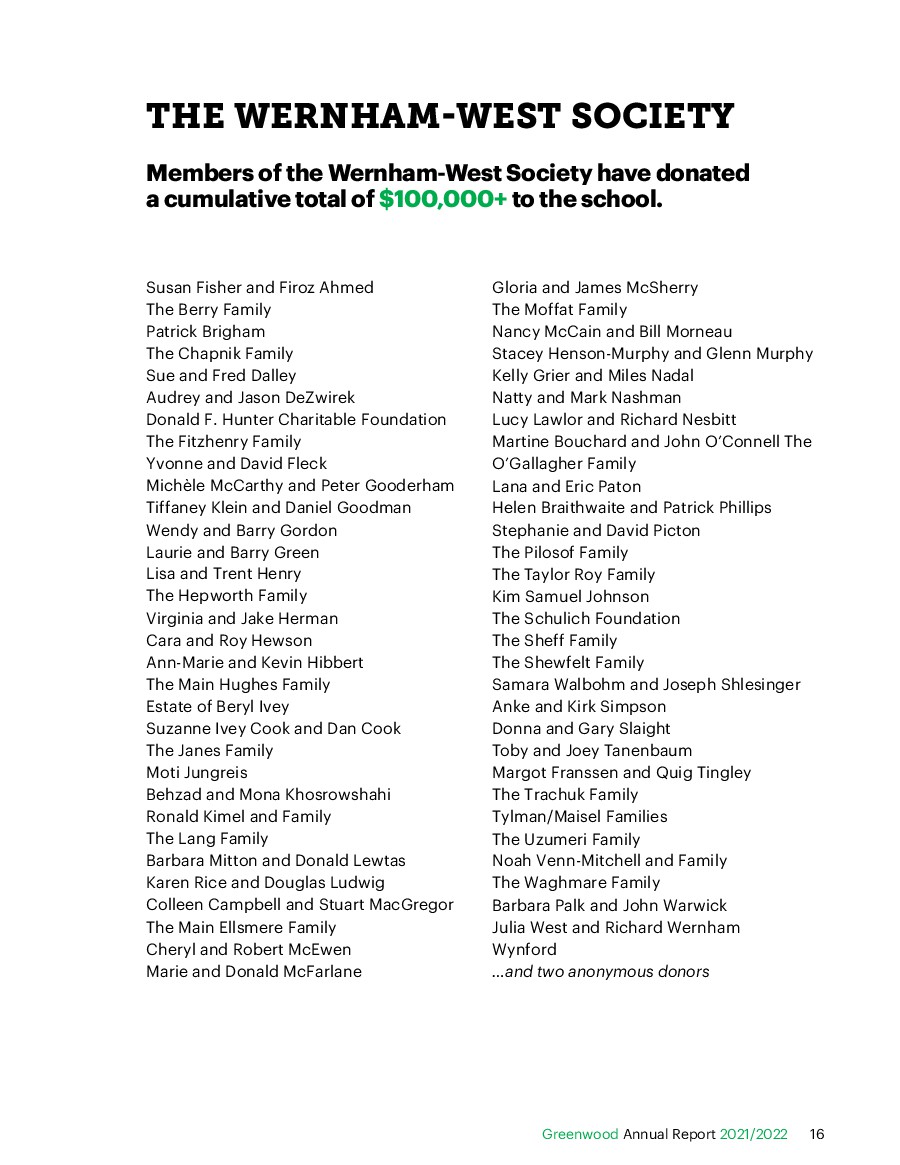 THE WERNHAM-WEST SOCIETY
Members of the Wernham-West Society have donated
a cumulative total of $100,000+ to the school.
Susan Fisher and Firoz Ahmed
The Berry Family
Patrick Brigham
The Chapnik Family
Sue and Fred Dalley
Audrey and Jason DeZwirek
Donald F. Hunter Charitable Foundation
The Fitzhenry Family
Yvonne and David Fleck
Michèle McCarthy and Peter Gooderham
Tiffaney Klein and Daniel Goodman
Wendy and Barry Gordon
Laurie and Barry Green
Lisa and Trent Henry
The Hepworth Family
Virginia and Jake Herman
Cara and Roy Hewson
Ann-Marie and Kevin Hibbert
The Main Hughes Family
Estate of Beryl Ivey
Suzanne Ivey Cook and Dan Cook
The Janes Family
Moti Jungreis
Behzad and Mona Khosrowshahi
Ronald Kimel and Family
The Lang Family
Barbara Mitton and Donald Lewtas
Karen Rice and Douglas Ludwig
Colleen Campbell and Stuart MacGregor
The Main Ellsmere Family
Cheryl and Robert McEwen
Marie and Donald McFarlane
Gloria and James McSherry
The Moffat Family
Nancy McCain and Bill Morneau
Stacey Henson-Murphy and Glenn Murphy
Kelly Grier and Miles Nadal
Natty and Mark Nashman
Lucy Lawlor and Richard Nesbitt
Martine Bouchard and John O’Connell The
O’Gallagher Family
Lana and Eric Paton
Helen Braithwaite and Patrick Phillips
Stephanie and David Picton
The Pilosof Family
The Taylor Roy Family
Kim Samuel Johnson
The Schulich Foundation
The Sheff Family
The Shewfelt Family
Samara Walbohm and Joseph Shlesinger
Anke and Kirk Simpson
Donna and Gary Slaight
Toby and Joey Tanenbaum
Margot Franssen and Quig Tingley
The Trachuk Family
Tylman/Maisel Families
The Uzumeri Family
Noah Venn-Mitchell and Family
The Waghmare Family
Barbara Palk and John Warwick
Julia West and Richard Wernham
Wynford
...and two anonymous donors
Greenwood Annual Report 2021/2022 16